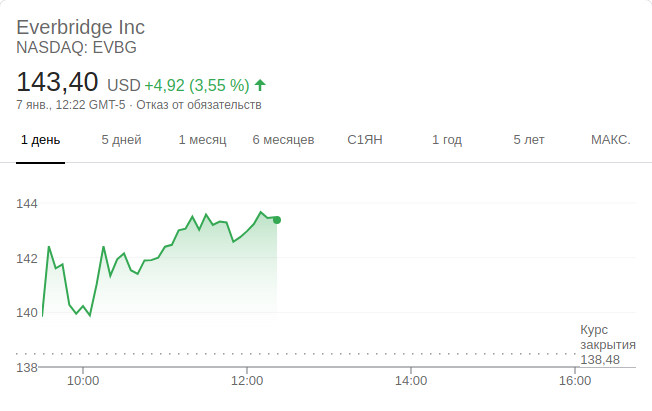 Everbridge Inc
NASDAQ: EVBG
143,40 USD +4,92 (3,55 %)
7 янв., 12:22 GMT-5 · Отказ от обязательств
1 день 5 дней 1 месяц 6 месяцев С1ЯН 1 год 5 лет МАКС.
144
142
140
138
Курс
закрытия
138,48
10:00 12:00 14:00 16:00